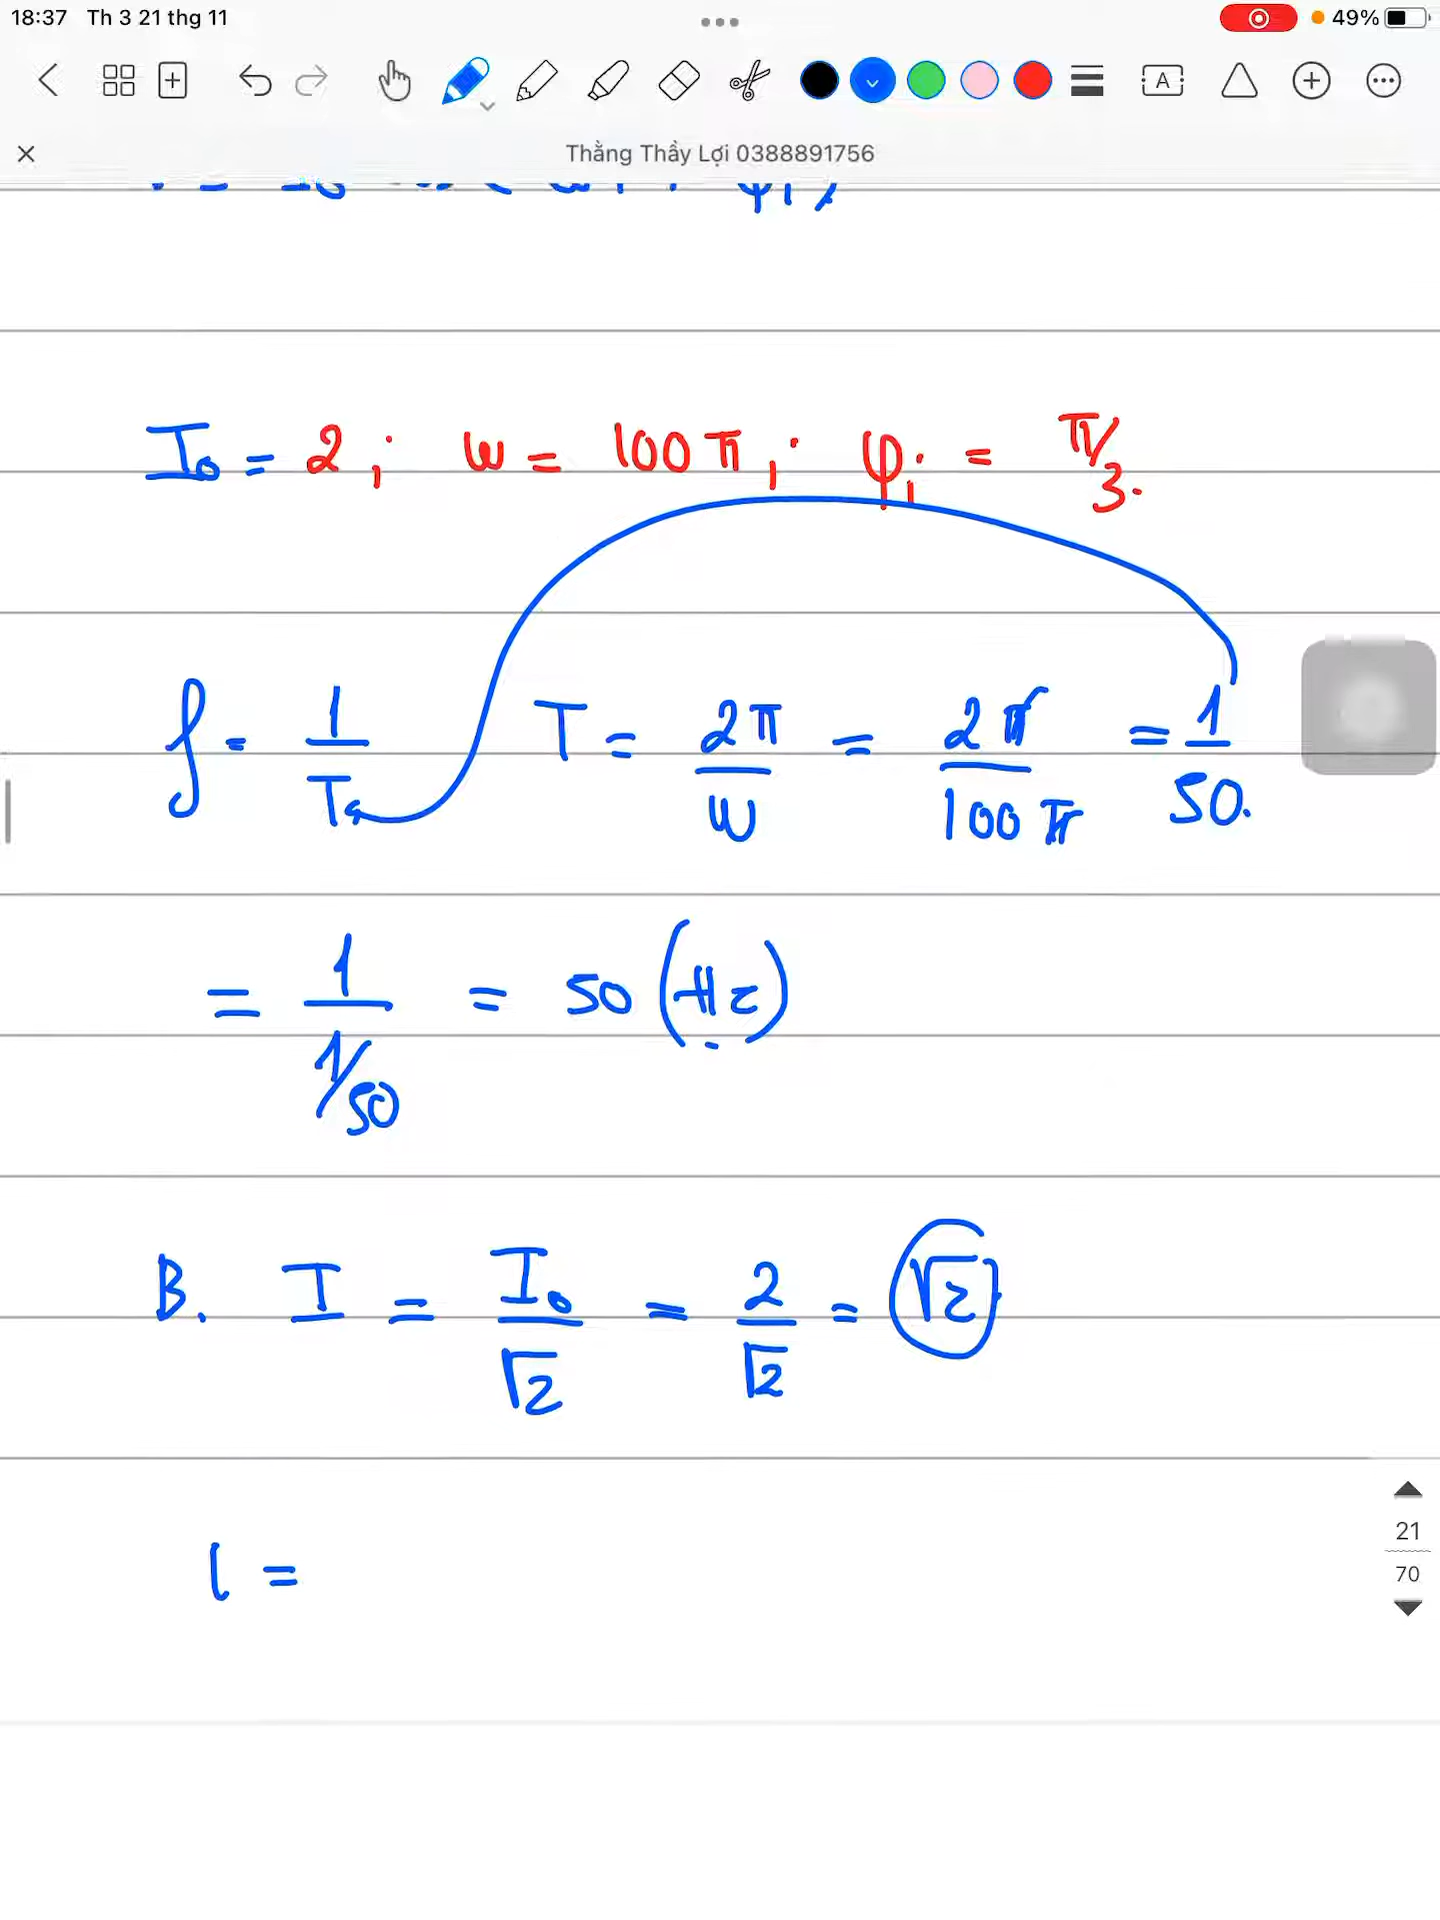 18:37 Th 3 21 thg 11
49%
A
Thằng Thầy Lợi 0388891756
I₀ = 2; ω = 100π; φᵢ = π/3.
f = 1/T T = 2π/ω = 2π/100π = 1/50.
= 1/(1/50) = 50 (Hz)
B. I = I₀/√2 = 2/√2 = √2
i =
21
70